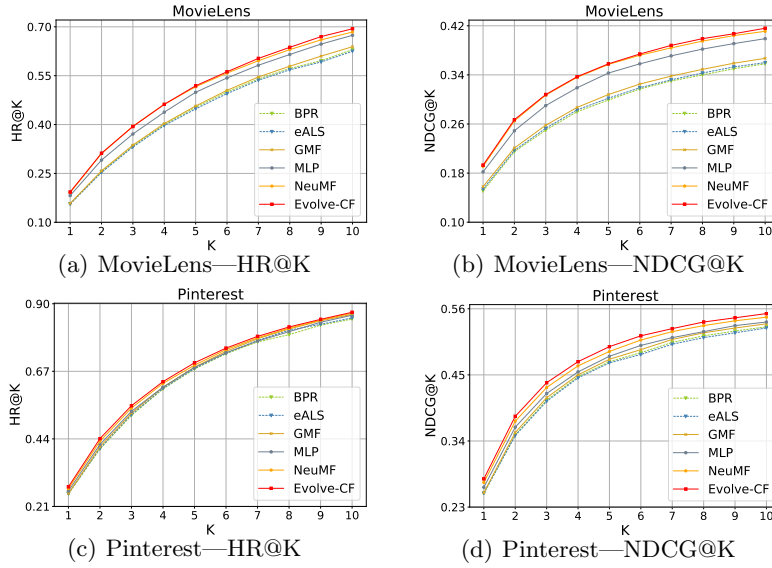 MovieLens
HR@K
0.70
0.55
0.40
0.25
0.10
BPR
eALS
GMF
MLP
NeuMF
Evolve-CF
1 2 3 4 5 6 7 8 9 10
K
(a) MovieLens—HR@K
MovieLens
NDCG@K
0.42
0.34
0.26
0.18
0.10
BPR
eALS
GMF
MLP
NeuMF
Evolve-CF
1 2 3 4 5 6 7 8 9 10
K
(b) MovieLens—NDCG@K
Pinterest
HR@K
0.90
0.67
0.44
0.21
BPR
eALS
GMF
MLP
NeuMF
Evolve-CF
1 2 3 4 5 6 7 8 9 10
K
(c) Pinterest—HR@K
Pinterest
NDCG@K
0.56
0.45
0.34
0.23
BPR
eALS
GMF
MLP
NeuMF
Evolve-CF
1 2 3 4 5 6 7 8 9 10
K
(d) Pinterest—NDCG@K